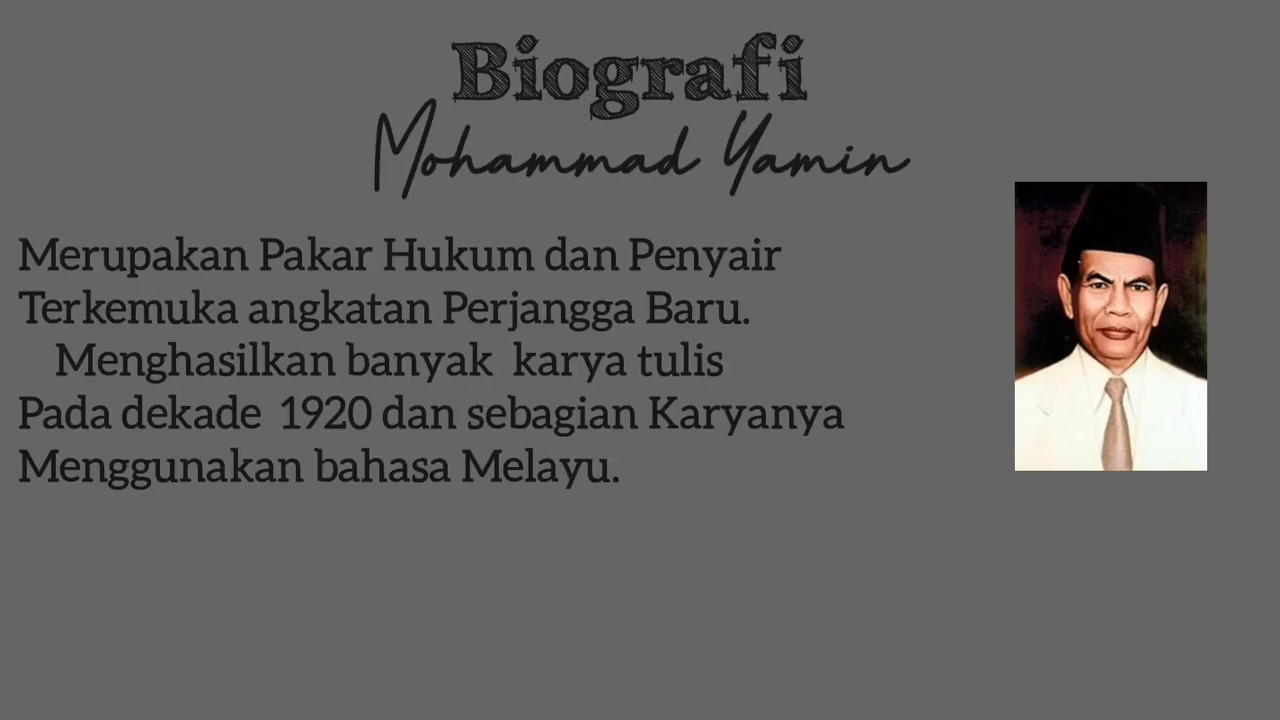 Biografi
Mohammad Yamin
Merupakan Pakar Hukum dan Penyair
Terkemuka angkatan Perjangga Baru.
Menghasilkan banyak karya tulis
Pada dekade 1920 dan sebagian Karyanya
Menggunakan bahasa Melayu.